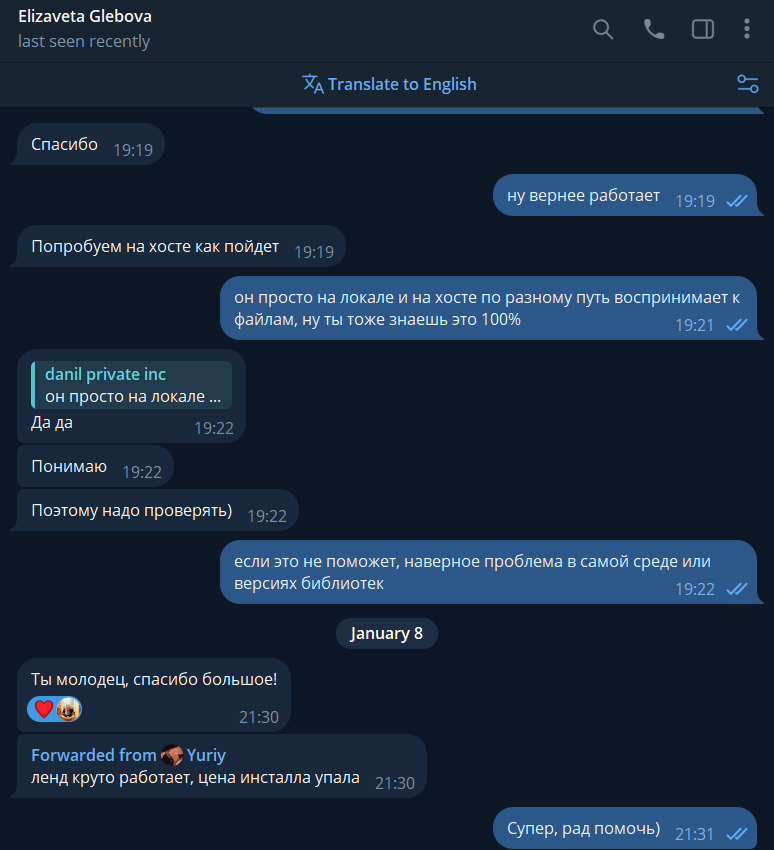 Elizaveta Glebova
last seen recently
Translate to English
Спасибо 19:19
ну вернее работает 19:19
Попробуем на хосте как пойдет 19:19
он просто на локале и на хосте по разному путь воспринимает к
файлам, ну ты тоже знаешь это 100% 19:21
danil private inc
он просто на локале ...
Да да 19:22
Понимаю 19:22
Поэтому надо проверять) 19:22
если это не поможет, наверное проблема в самой среде или
версиях библиотек 19:22
January 8
Ты молодец, спасибо большое!
21:30
Forwarded from Yuriy
ленд круто работает, цена инсталла упала 21:30
Супер, рад помочь) 21:31